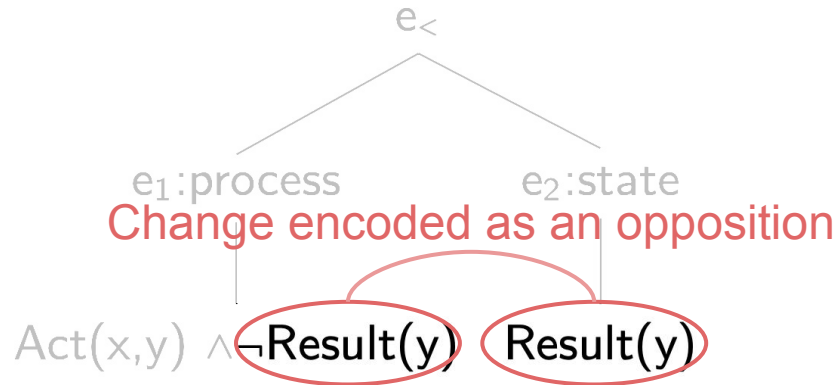 e<
e₁:process e₂:state
Change encoded as an opposition
Act(x,y) ∧¬Result(y) Result(y)